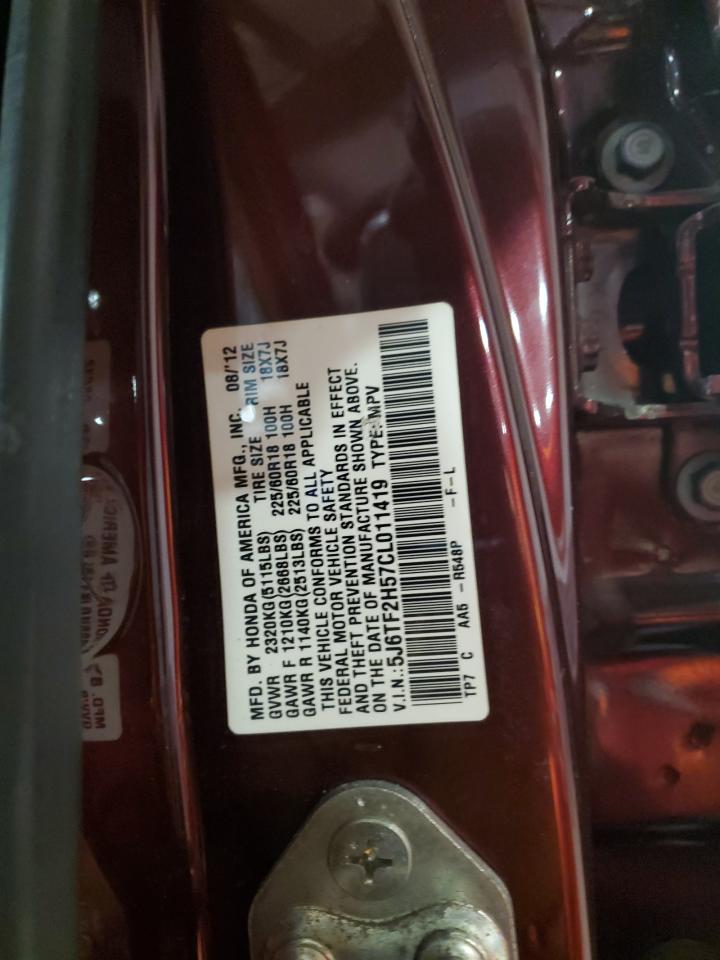 MFD. BY HONDA OF AMERICA MFG., INC. 08/'12
GVWR 2320KG(5115LBS) TIRE SIZE RIM SIZE
GAWR F 1210KG(2668LBS) 225/60R18 100H 18X7J
GAWR R 1140KG(2513LBS) 225/60R18 100H 18X7J
THIS VEHICLE CONFORMS TO ALL APPLICABLE
FEDERAL MOTOR VEHICLE SAFETY
AND THEFT PREVENTION STANDARDS IN EFFECT
ON THE DATE OF MANUFACTURE SHOWN ABOVE.
V.I.N.:5J6TF2H57CL011419 TYPE: MPV
TP7 C AA5 - R548P - F - L